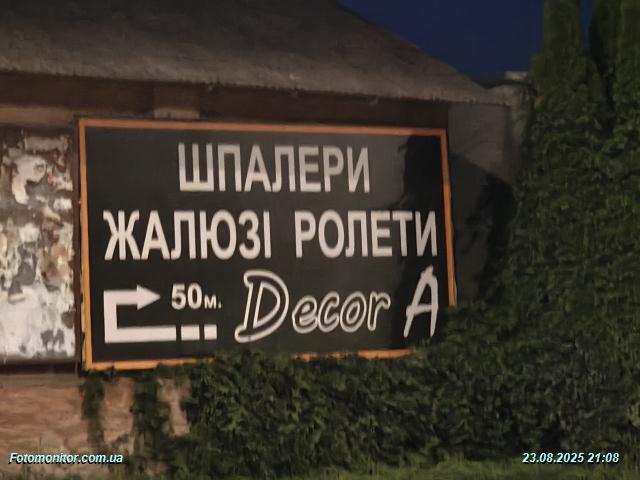 ШПАЛЕРИ
ЖАЛЮЗІ РОЛЕТИ
50м. Decor A
Fotomonitor.com.ua 23.08.2025 21:08